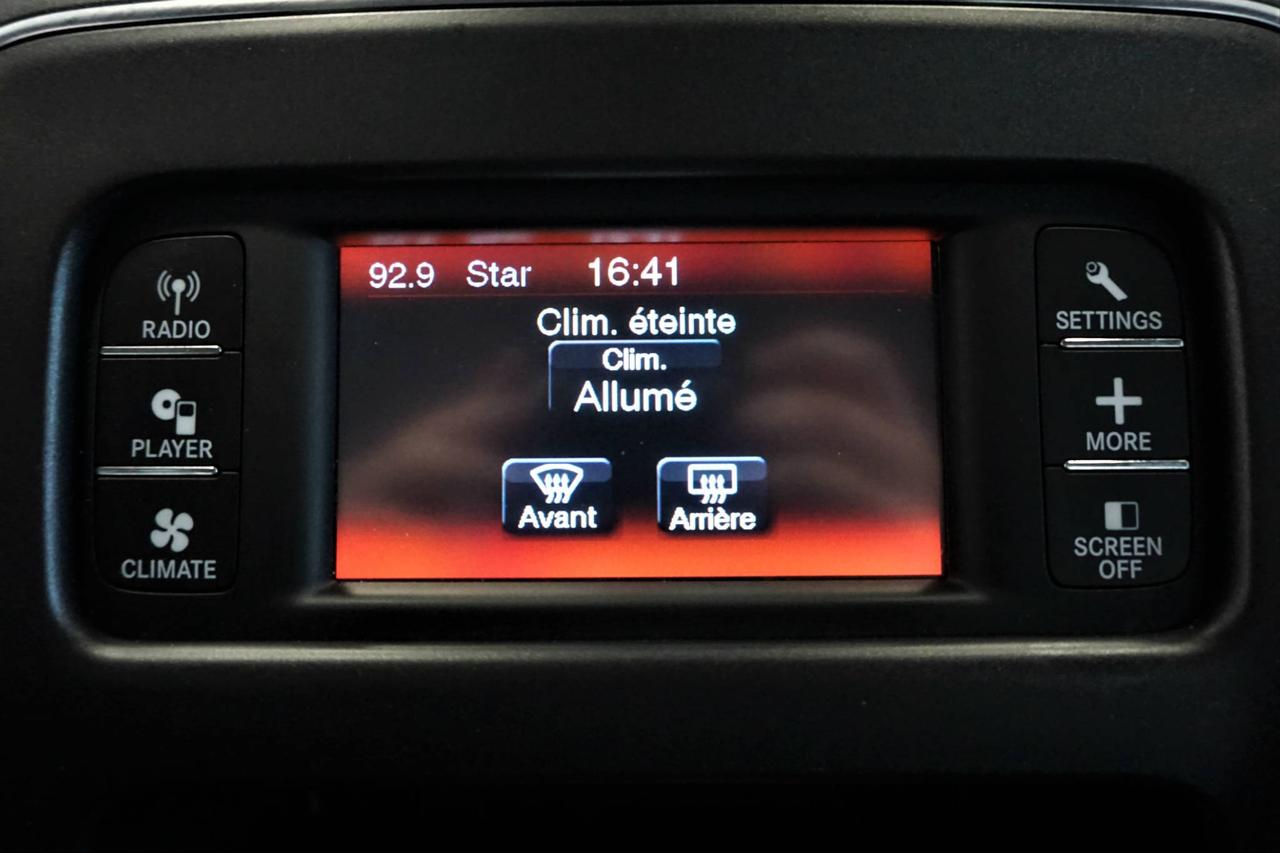 RADIO
PLAYER
CLIMATE
92.9 Star 16:41
Clim. éteinte
Clim.
Allumé
Avant
Arrière
SETTINGS
MORE
SCREEN
OFF